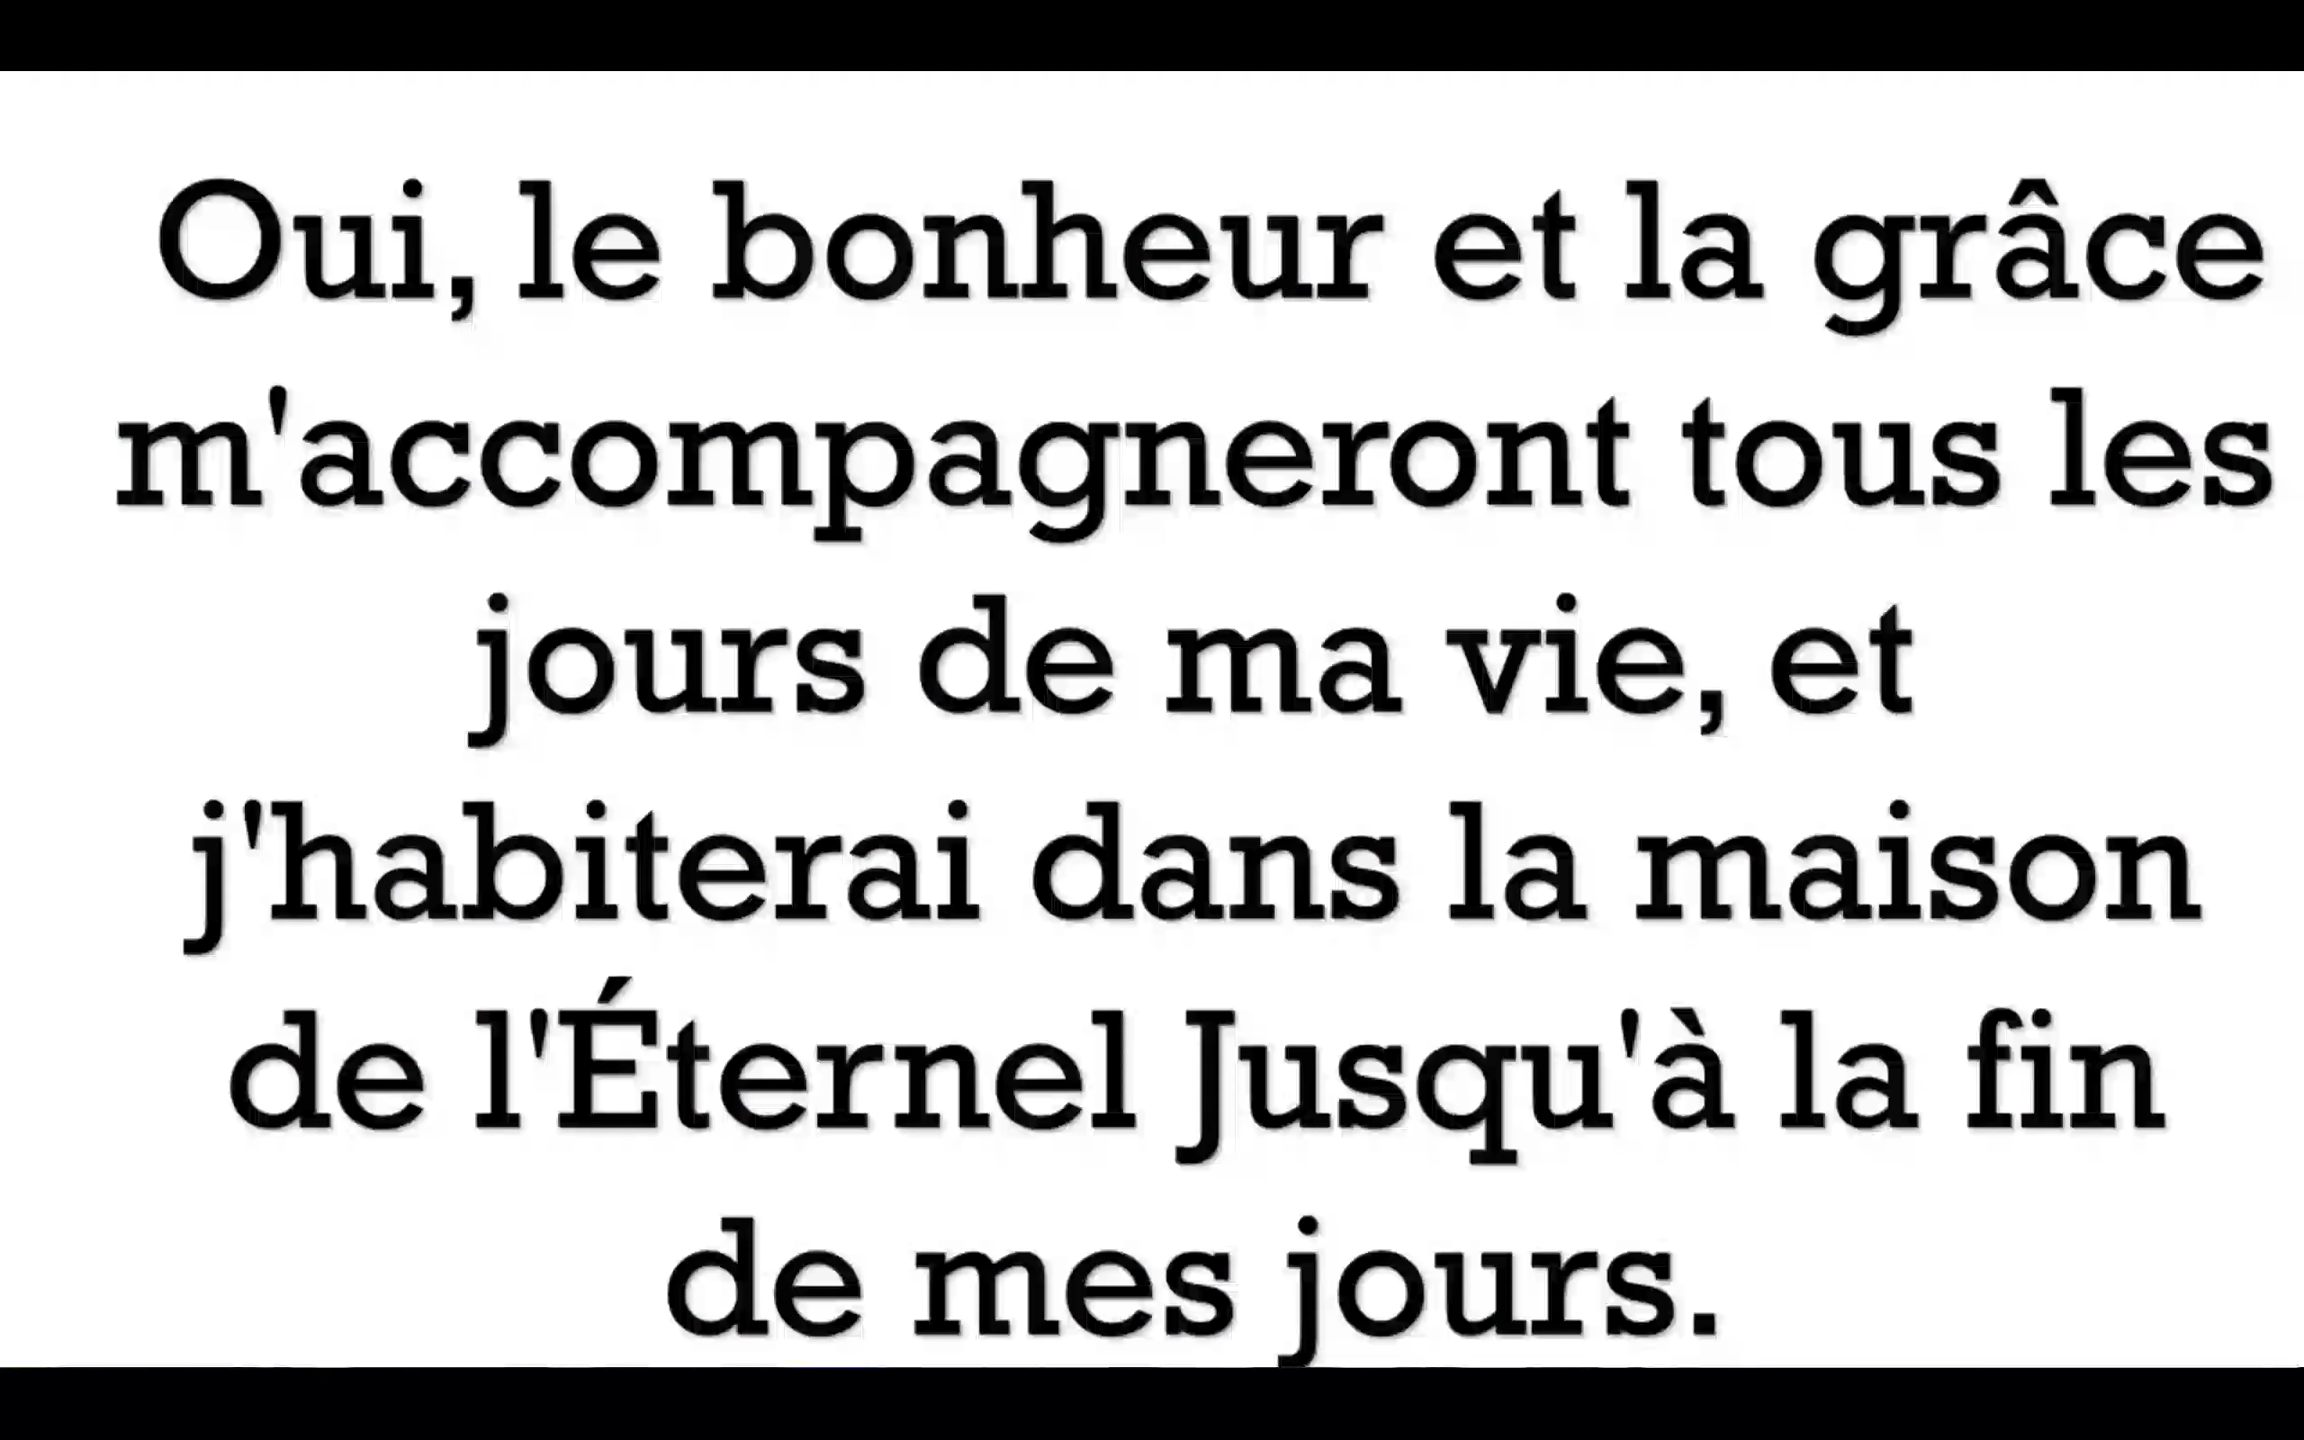 Oui, le bonheur et la grâce
m'accompagneront tous les
jours de ma vie, et
j'habiterai dans la maison
de l'Éternel Jusqu'à la fin
de mes jours.